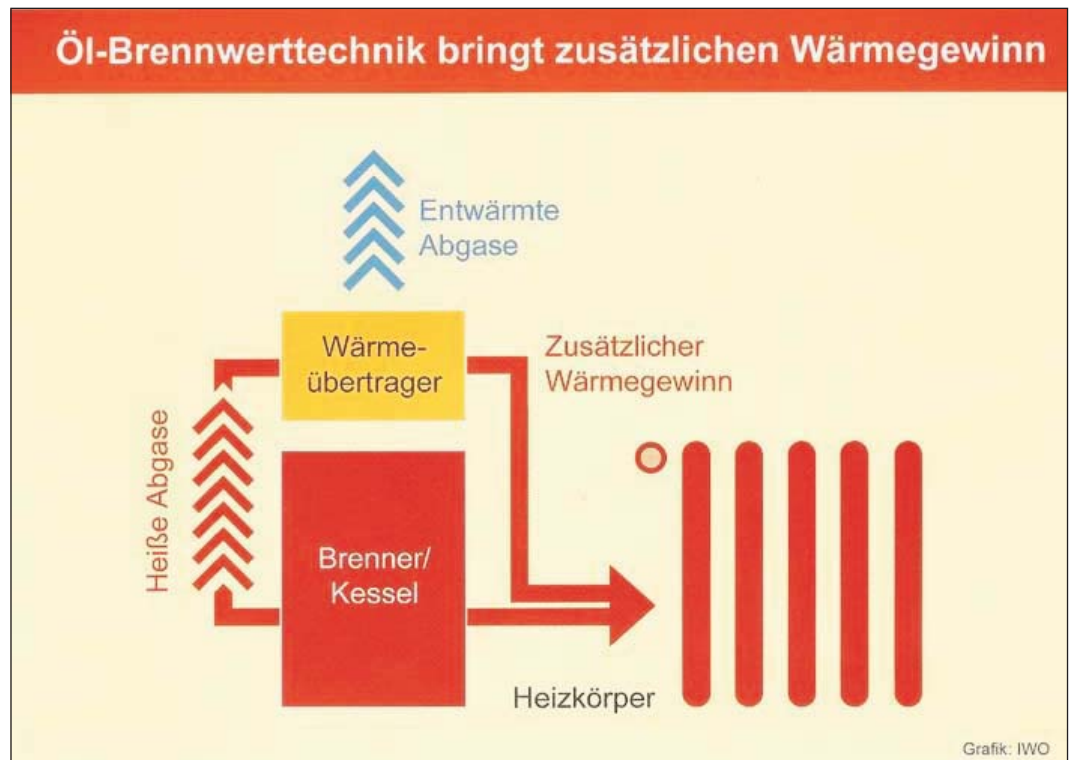 Öl-Brennwerttechnik bringt zusätzlichen Wärmegewinn
Entwärmte
Abgase
Wärme-
übertrager
Zusätzlicher
Wärmegewinn
Heiße Abgase
Brenner/
Kessel
Heizkörper
Grafik: IWO